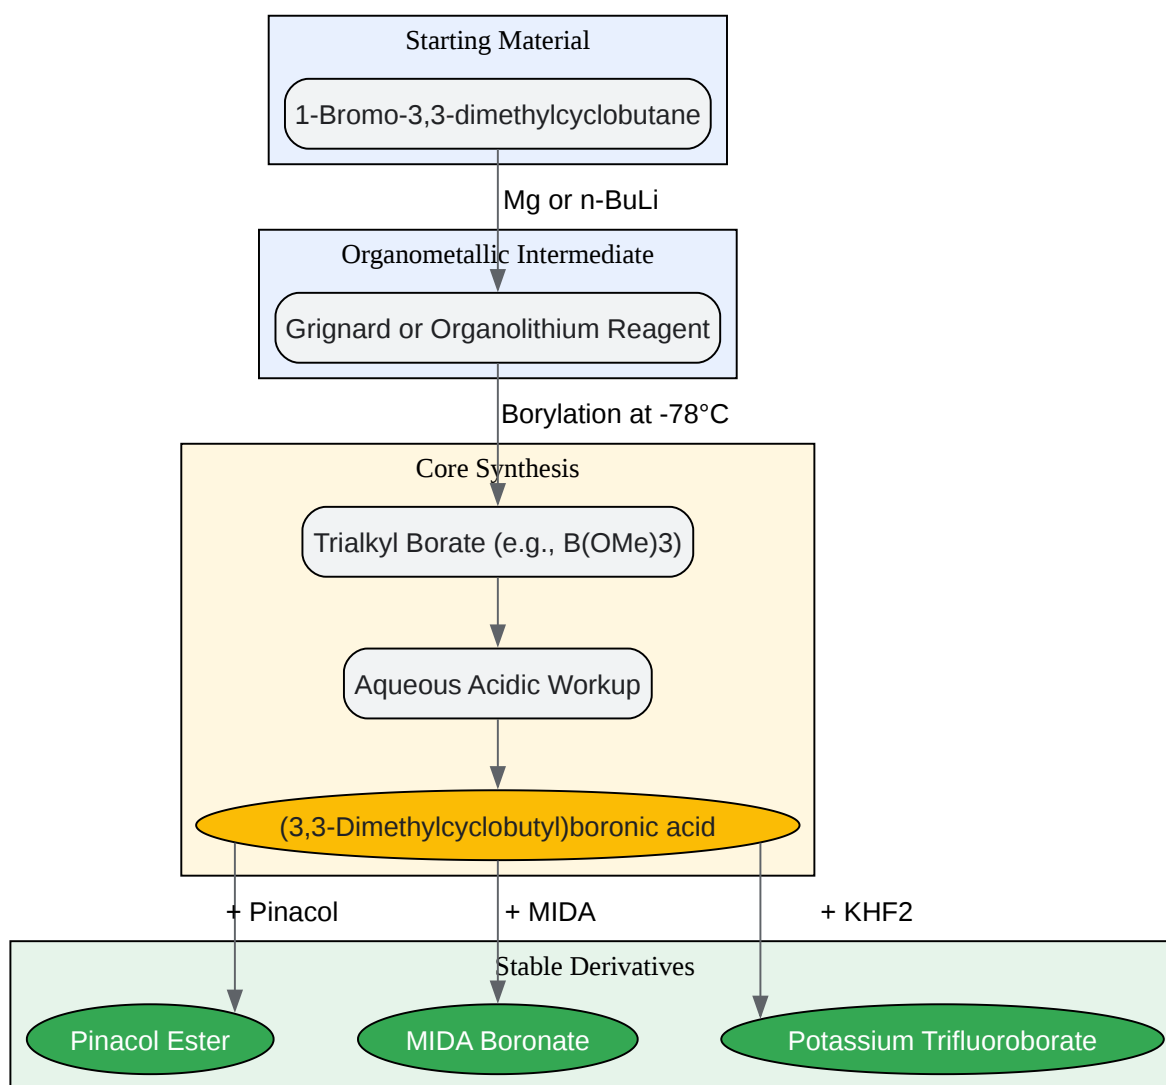 Starting Material
1-Bromo-3,3-dimethylcyclobutane
Mg or n-BuLi
Organometallic Intermediate
Grignard or Organolithium Reagent
Borylation at -78°C
Core Synthesis
Trialkyl Borate (e.g., B(OMe)3)
Aqueous Acidic Workup
(3,3-Dimethylcyclobutyl)boronic acid
+ Pinacol
+ MIDA
+ KHF2
Stable Derivatives
Pinacol Ester
MIDA Boronate
Potassium Trifluoroborate